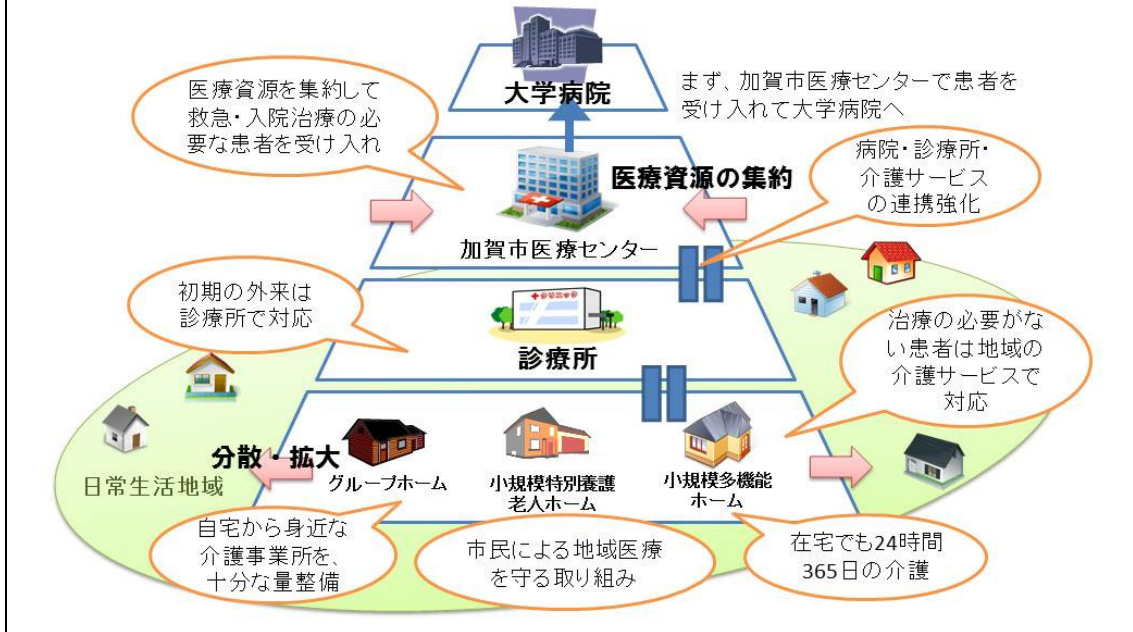 大学病院
まず、加賀市医療センターで患者を
受け入れて大学病院へ
医療資源を集約して
救急・入院治療の必
要な患者を受け入れ
医療資源の集約
病院・診療所・
介護サービス
の連携強化
加賀市医療センター
初期の外来は
診療所で対応
診療所
治療の必要がな
い患者は地域の
介護サービスで
対応
分散・拡大
日常生活地域
グループホーム
小規模特別養護
老人ホーム
小規模多機能
ホーム
自宅から身近な
介護事業所を、
十分な量整備
市民による地域医療
を守る取り組み
在宅でも24時間
365日の介護